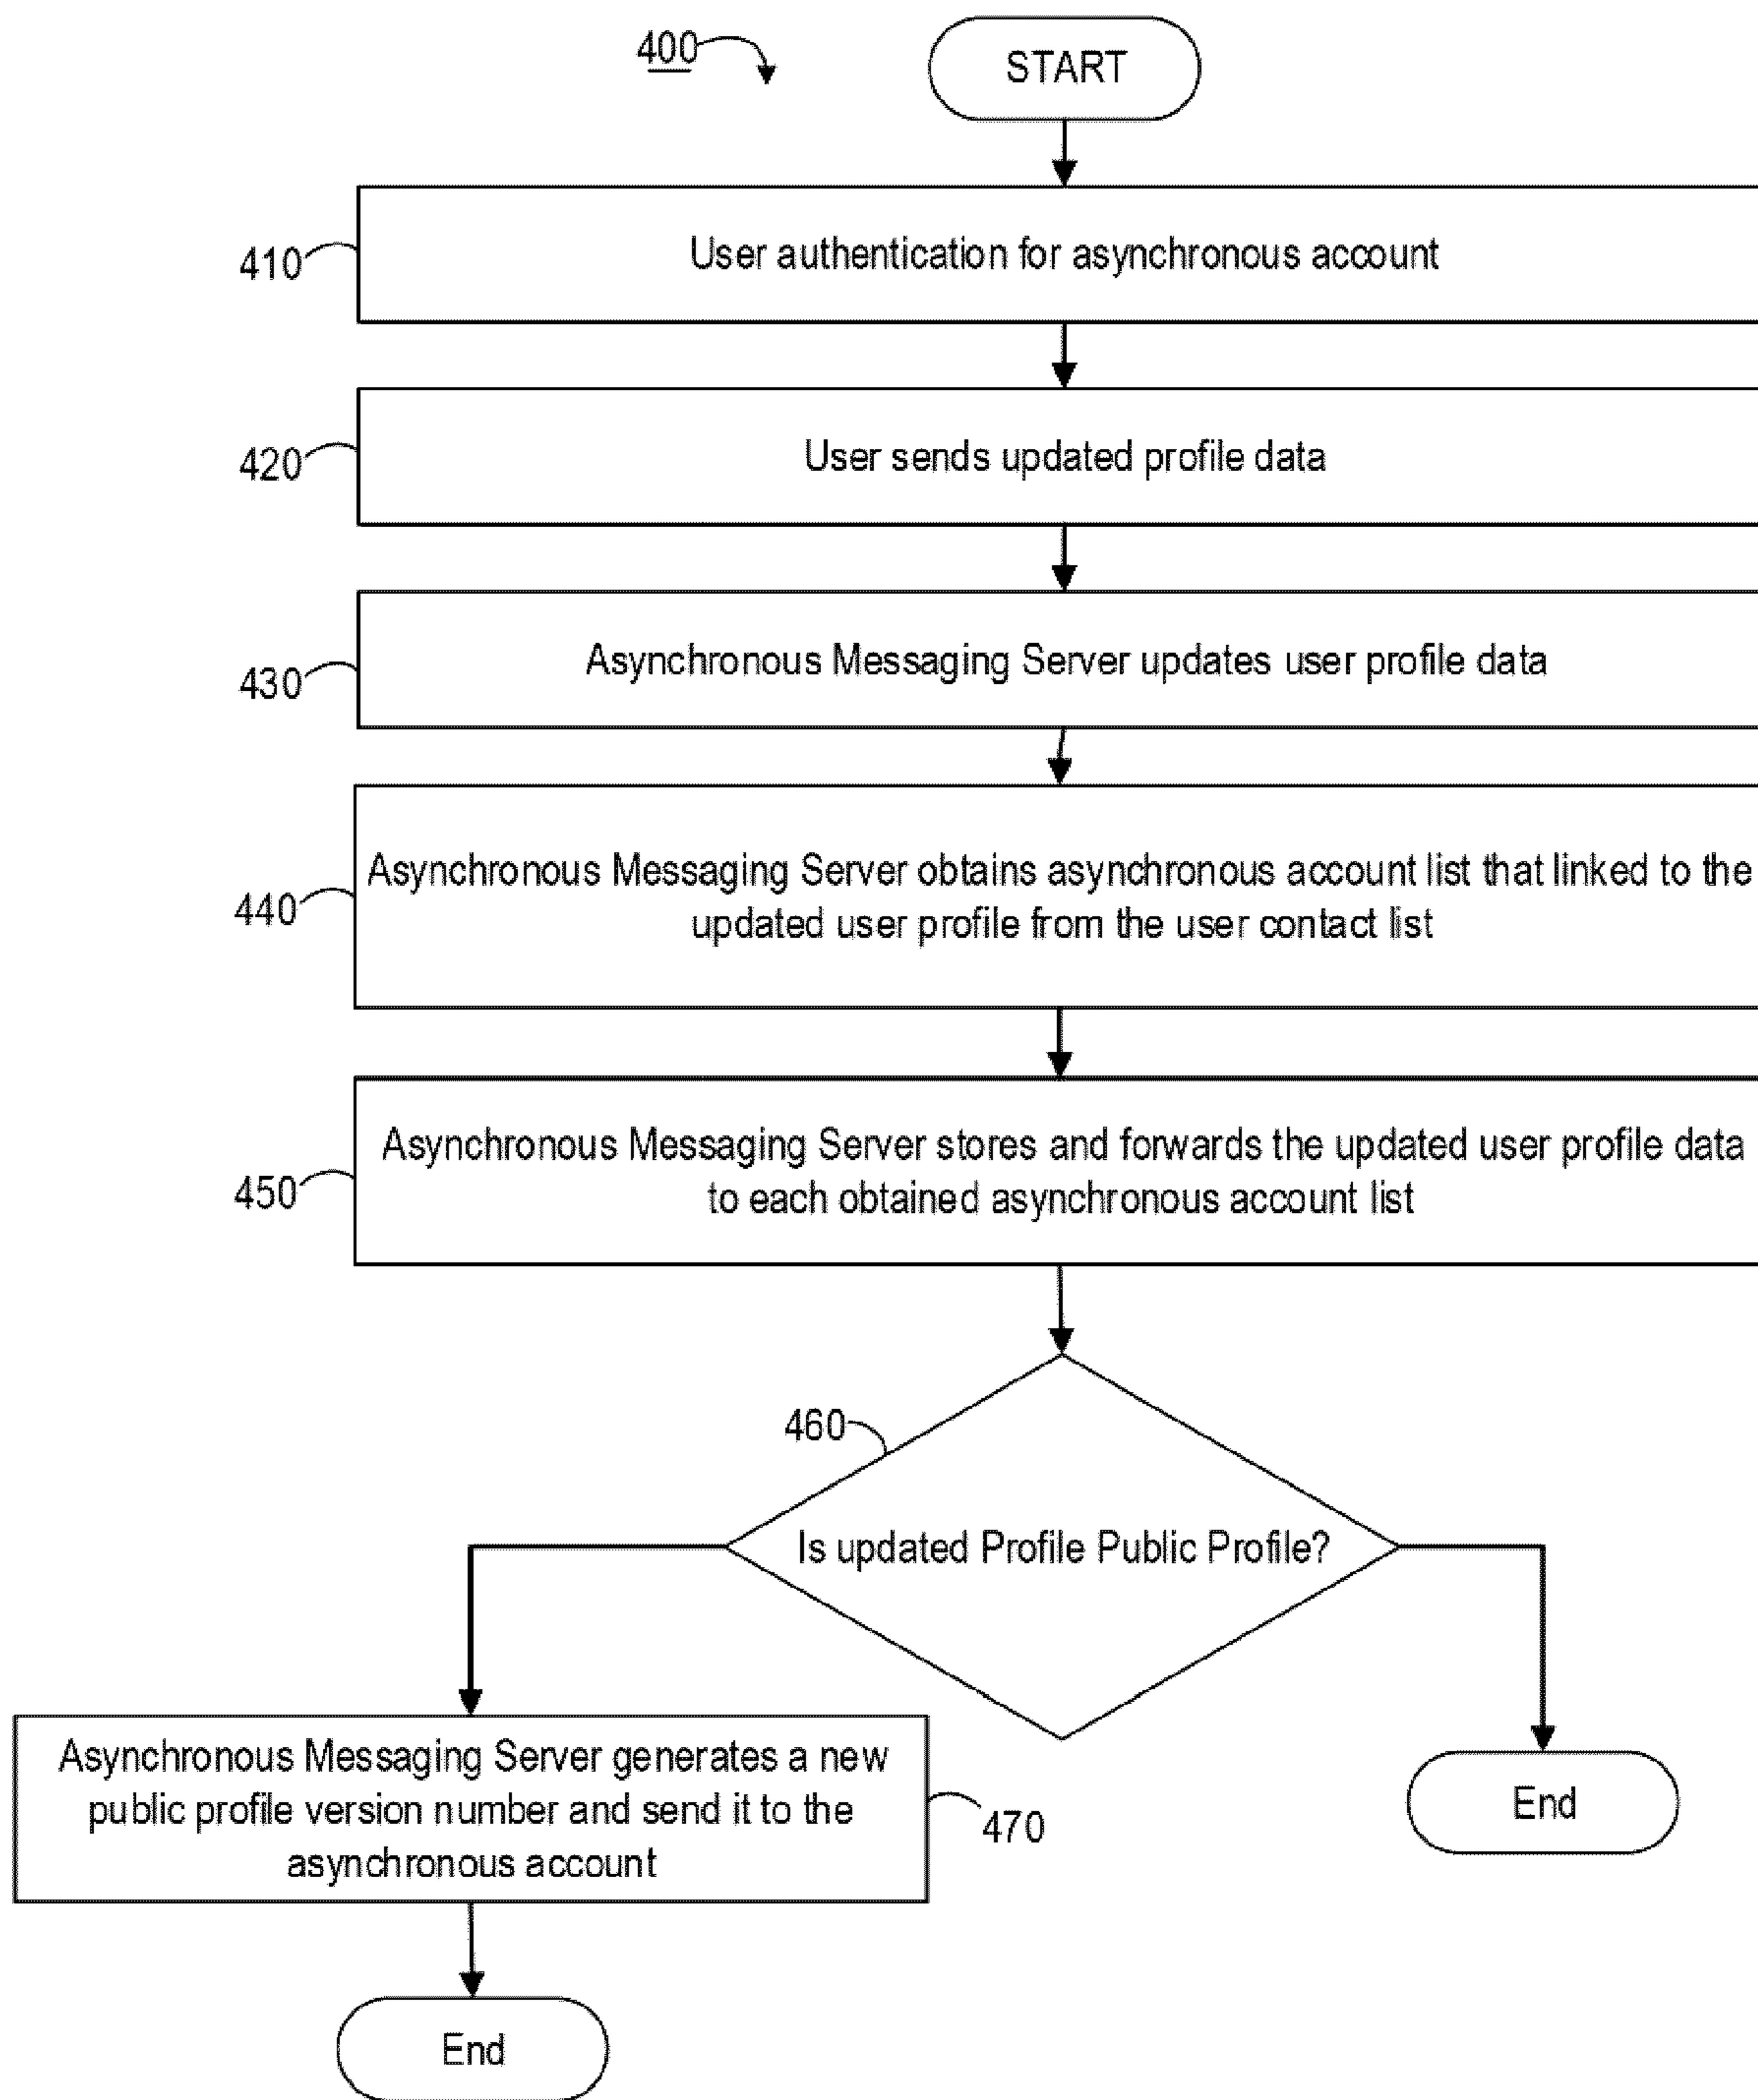 400
START
410
User authentication for asynchronous account
420
User sends updated profile data
430
Asynchronous Messaging Server updates user profile data
440
Asynchronous Messaging Server obtains asynchronous account list that linked to the
updated user profile from the user contact list
450
Asynchronous Messaging Server stores and forwards the updated user profile data
to each obtained asynchronous account list
460
Is updated Profile Public Profile?
Asynchronous Messaging Server generates a new
public profile version number and send it to the
asynchronous account
470
End
End